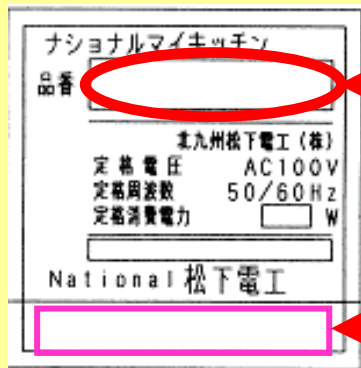 ナショナルマイキッチン
品番
北九州松下電工(株)
定格電圧 AC100V
定格周波数 50/60Hz
定格消費電力 W
National 松下電工